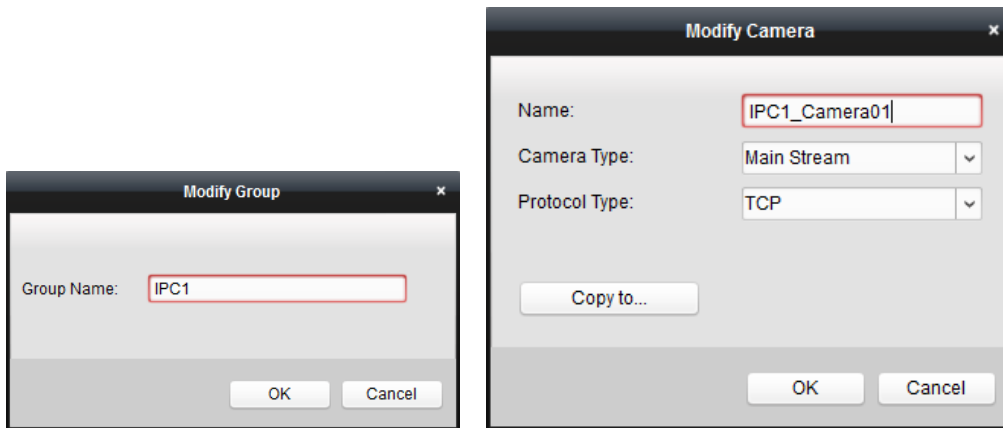 Modify Group
×
Group Name: IPC1
OK Cancel
Modify Camera
×
Name: IPC1_Camera01
Camera Type: Main Stream
Protocol Type: TCP
Copy to...
OK Cancel